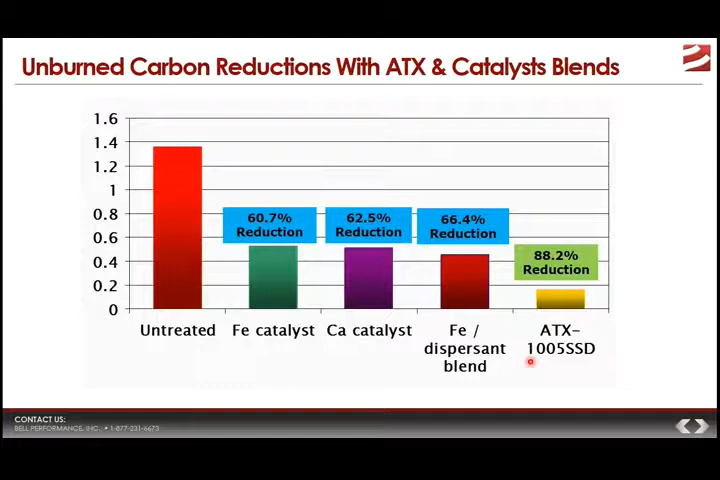 Unburned Carbon Reductions With ATX & Catalysts Blends
1.6
1.4
1.2
1
0.8
0.6
0.4
0.2
0
60.7%
Reduction
62.5%
Reduction
66.4%
Reduction
88.2%
Reduction
Untreated
Fe catalyst
Ca catalyst
Fe /
dispersant
blend
ATX-
1005SSD
CONTACT US:
BELL PERFORMANCE, INC. • 1-877-231-6673